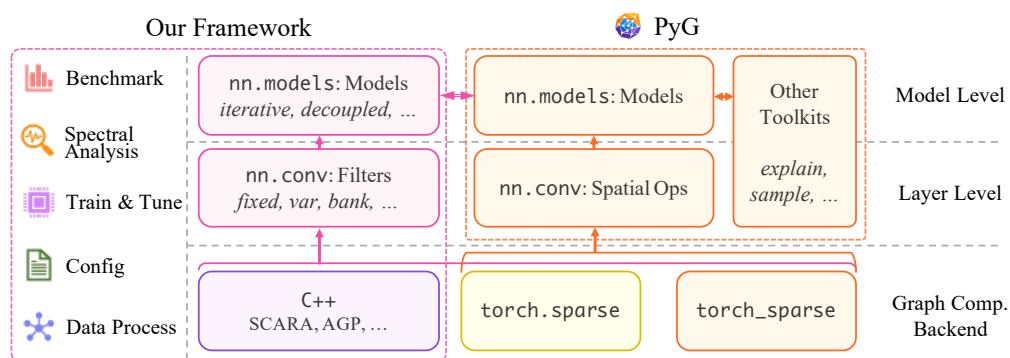 Our Framework
PyG
Benchmark
Spectral
Analysis
Train & Tune
Config
Data Process
nn.models: Models
iterative, decoupled, …
nn.conv: Filters
fixed, var, bank, …
C++
SCARA, AGP, …
nn.models: Models
nn.conv: Spatial Ops
Other
Toolkits
explain,
sample, …
torch.sparse
torch_sparse
Model Level
Layer Level
Graph Comp.
Backend